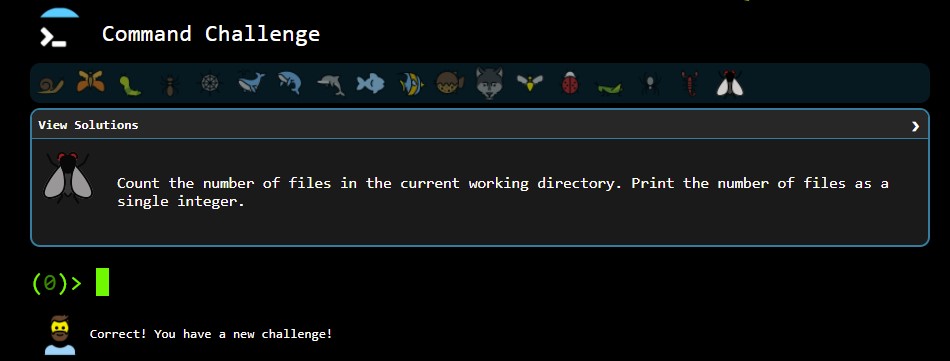 Command Challenge
View Solutions
Count the number of files in the current working directory. Print the number of files as a
single integer.
(0)>
Correct! You have a new challenge!